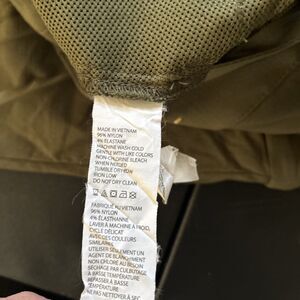 MADE IN VIETNAM
96% NYLON
4% ELASTANE
MACHINE WASH COLD
GENTLE WITH LIKE COLORS
NON-CHLORINE BLEACH
WHEN NEEDED
TUMBLE DRY LOW
IRON LOW
DO NOT DRY CLEAN
FABRIQUÉ AU VIETNAM
96% NYLON
4% ÉLASTHANNE
LAVER À MACHINE À FROID,
CYCLE DÉLICAT
AVEC DES COULEURS
SIMILAIRES
UTILISER SEULEMENT UN
AGENT DE BLANCHIMENT
NON CHLORÉ AU BESOIN
SÉCHAGE PAR CULBUTAGE
À BASSE TEMPÉRATURE
REPASSER À BASSE
TEMPÉRATURE
NE PAS NETTOYER À SEC